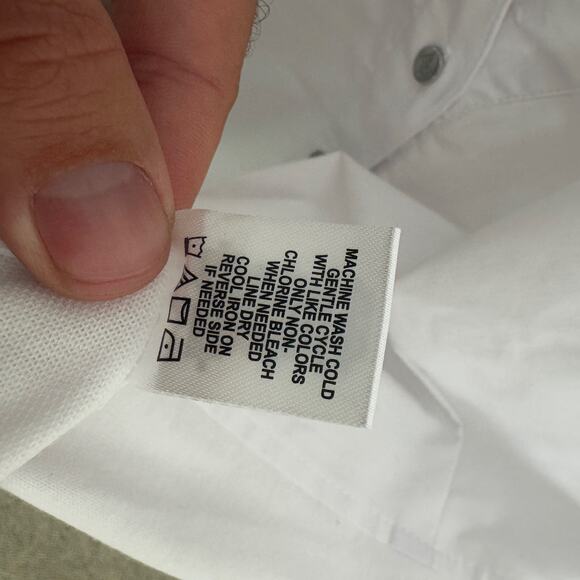 MACHINE WASH COLD
GENTLE CYCLE
WITH LIKE COLORS
ONLY NON-
CHLORINE BLEACH
WHEN NEEDED
LINE DRY
COOL IRON ON
REVERSE SIDE
IF NEEDED